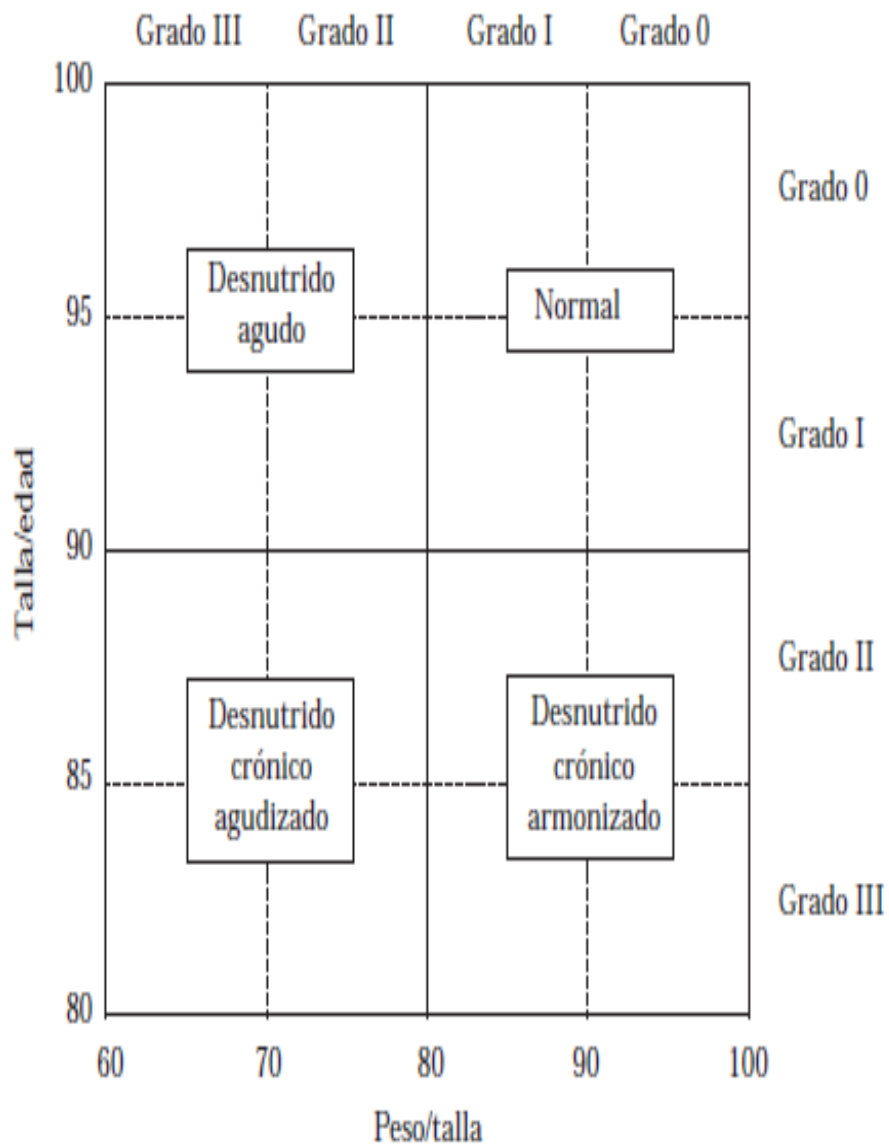 Grado III Grado II Grado I Grado 0
100
Grado 0
Desnutrido
agudo
Normal
95
Grado I
Talla/edad
90
Grado II
Desnutrido
crónico
agudizado
Desnutrido
crónico
armonizado
85
Grado III
80
60 70 80 90 100
Peso/talla